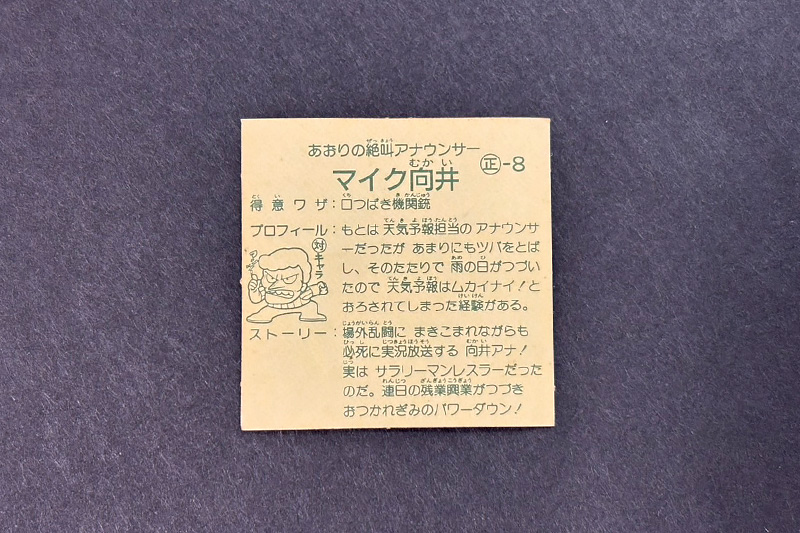 あおりの絶叫アナウンサー
マイク向井
㊣-8
得意ワザ：口つばき機関銃
プロフィール：もとは 天気予報担当の アナウンサ
ーだったが あまりにもツバをとば
し、そのたたりで 雨の日がつづい
たので 天気予報はムカイナイ！と
おろされてしまった経験がある。
対キャラ
ストーリー：場外乱闘に まきこまれながらも
必死に実況放送する 向井アナ！
実は サラリーマンレスラーだった
のだ。連日の残業興業がつづき
おつかれぎみのパワーダウン！